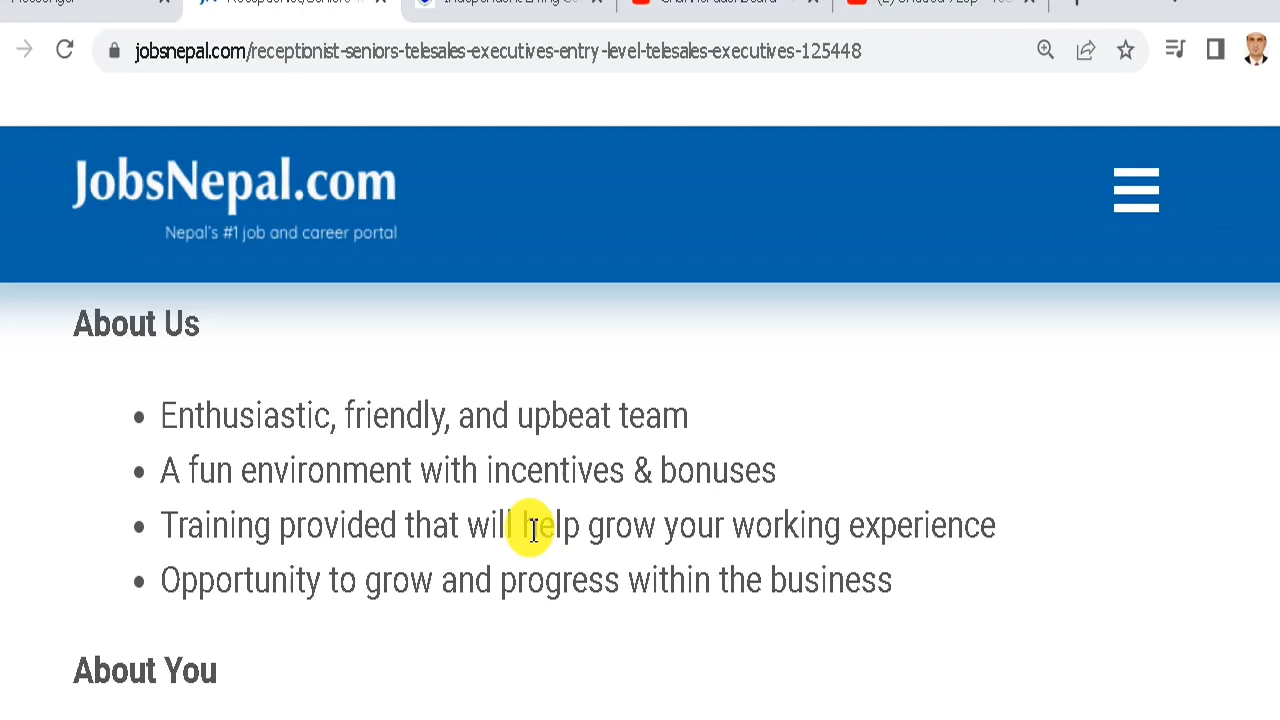 jobsnepal.com/receptionist-seniors-telesales-executives-entry-level-telesales-executives-125448
JobsNepal.com
Nepal's #1 job and career portal
About Us
• Enthusiastic, friendly, and upbeat team
• A fun environment with incentives & bonuses
• Training provided that will help grow your working experience
• Opportunity to grow and progress within the business
About You